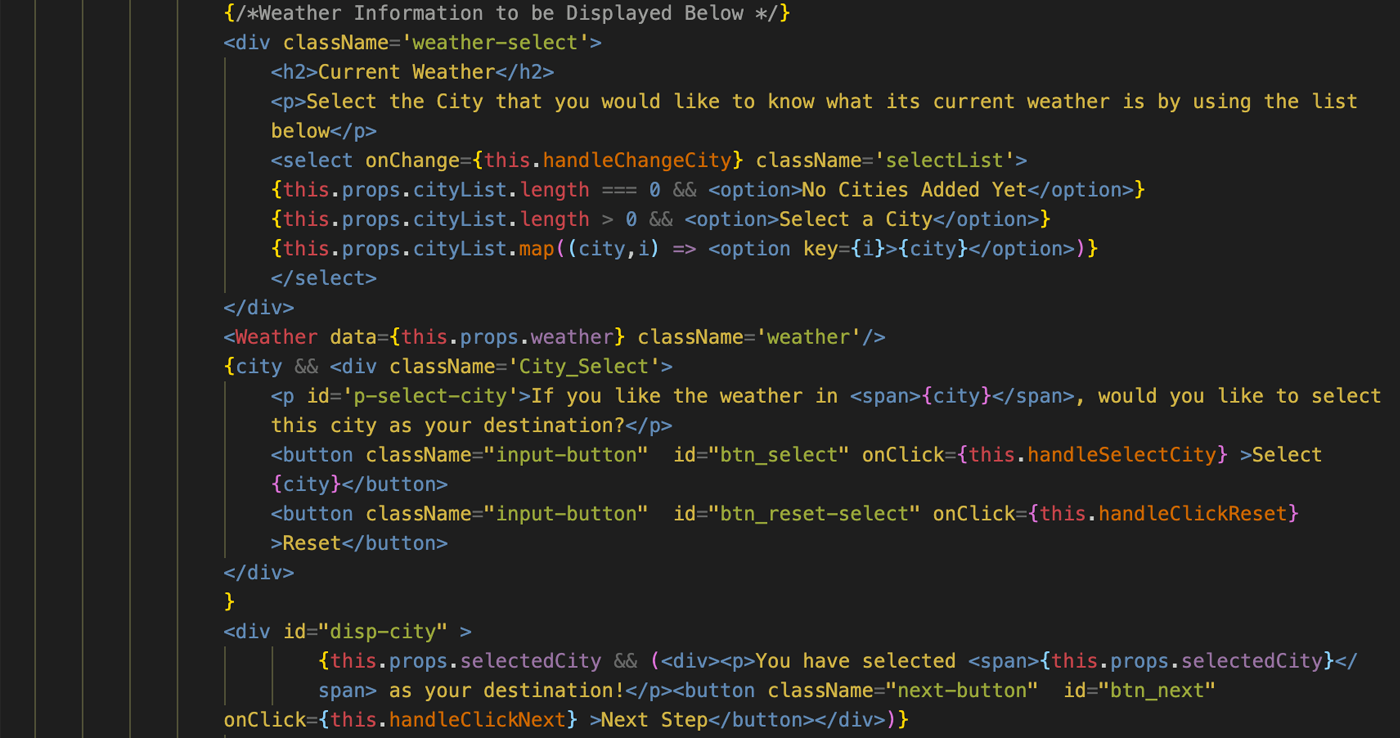 {/*Weather Information to be Displayed Below */}
<div className='weather-select'>
<h2>Current Weather</h2>
<p>Select the City that you would like to know what its current weather is by using the list
below</p>
<select onChange={this.handleChangeCity} className='selectList'>
{this.props.cityList.length === 0 && <option>No Cities Added Yet</option>}
{this.props.cityList.length > 0 && <option>Select a City</option>}
{this.props.cityList.map((city,i) => <option key={i}>{city}</option>)}
</select>
</div>
<Weather data={this.props.weather} className='weather'/>
{city && <div className='City_Select'>
<p id='p-select-city'>If you like the weather in <span>{city}</span>, would you like to select
this city as your destination?</p>
<button className="input-button"  id="btn_select" onClick={this.handleSelectCity} >Select
{city}</button>
<button className="input-button"  id="btn_reset-select" onClick={this.handleClickReset}
>Reset</button>
</div>
}
<div id="disp-city" >
{this.props.selectedCity && (<div><p>You have selected <span>{this.props.selectedCity}</
span> as your destination!</p><button className="next-button"  id="btn_next"
onClick={this.handleClickNext} >Next Step</button></div>)}